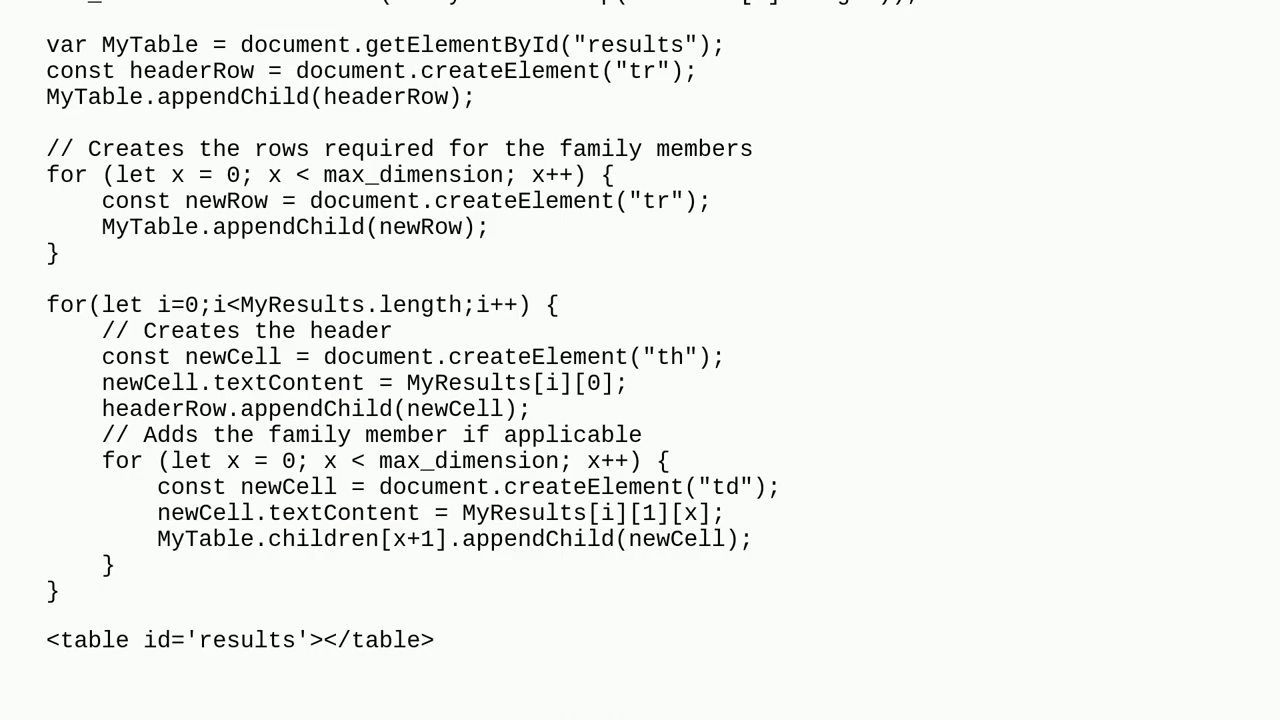 var MyTable = document.getElementById("results");
const headerRow = document.createElement("tr");
MyTable.appendChild(headerRow);

// Creates the rows required for the family members
for (let x = 0; x < max_dimension; x++) {
    const newRow = document.createElement("tr");
    MyTable.appendChild(newRow);
}

for(let i=0;i<MyResults.length;i++) {
    // Creates the header
    const newCell = document.createElement("th");
    newCell.textContent = MyResults[i][0];
    headerRow.appendChild(newCell);
    // Adds the family member if applicable
    for (let x = 0; x < max_dimension; x++) {
        const newCell = document.createElement("td");
        newCell.textContent = MyResults[i][1][x];
        MyTable.children[x+1].appendChild(newCell);
    }
}

<table id='results'></table>